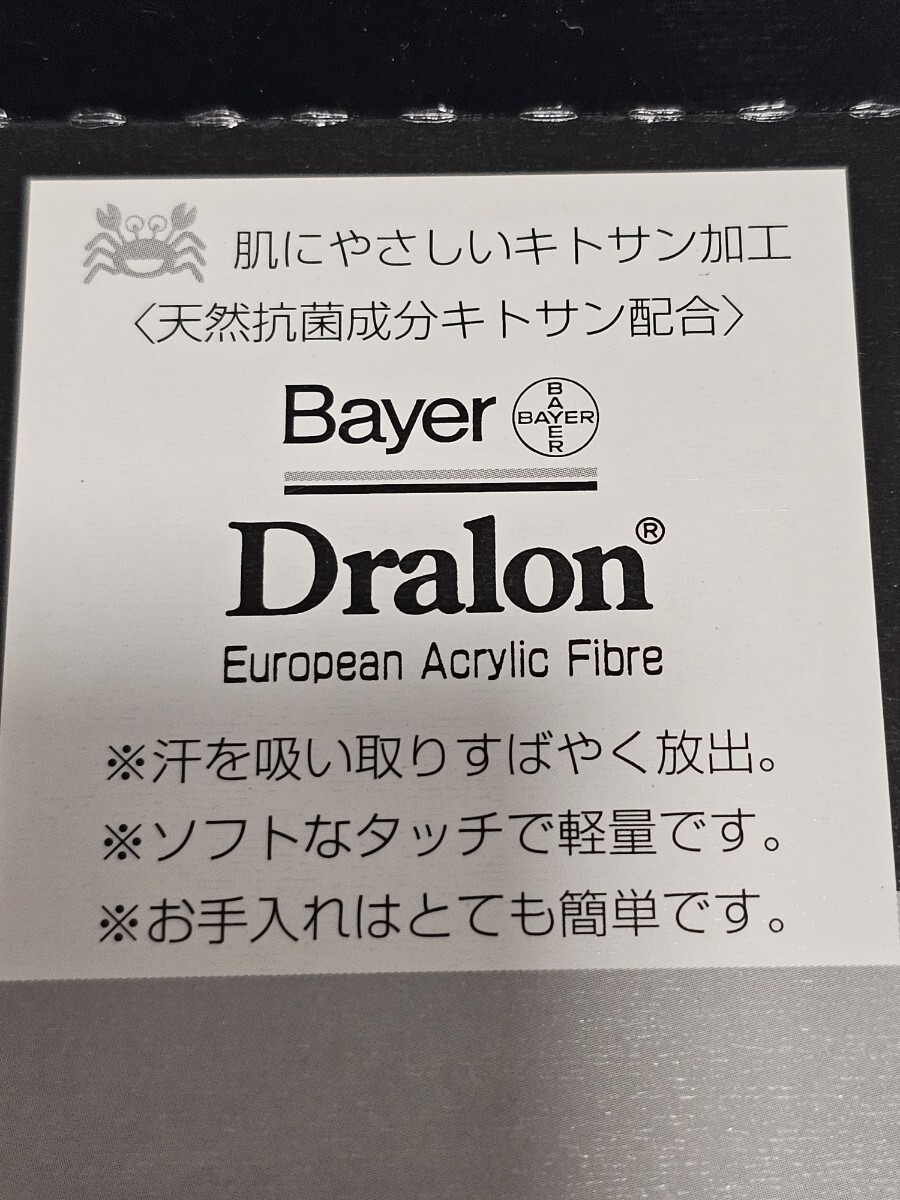 肌にやさしいキトサン加工
〈天然抗菌成分キトサン配合〉
Bayer BAYER BAYER
Dralon®
European Acrylic Fibre
※汗を吸い取りすばやく放出。
※ソフトなタッチで軽量です。
※お手入れはとても簡単です。